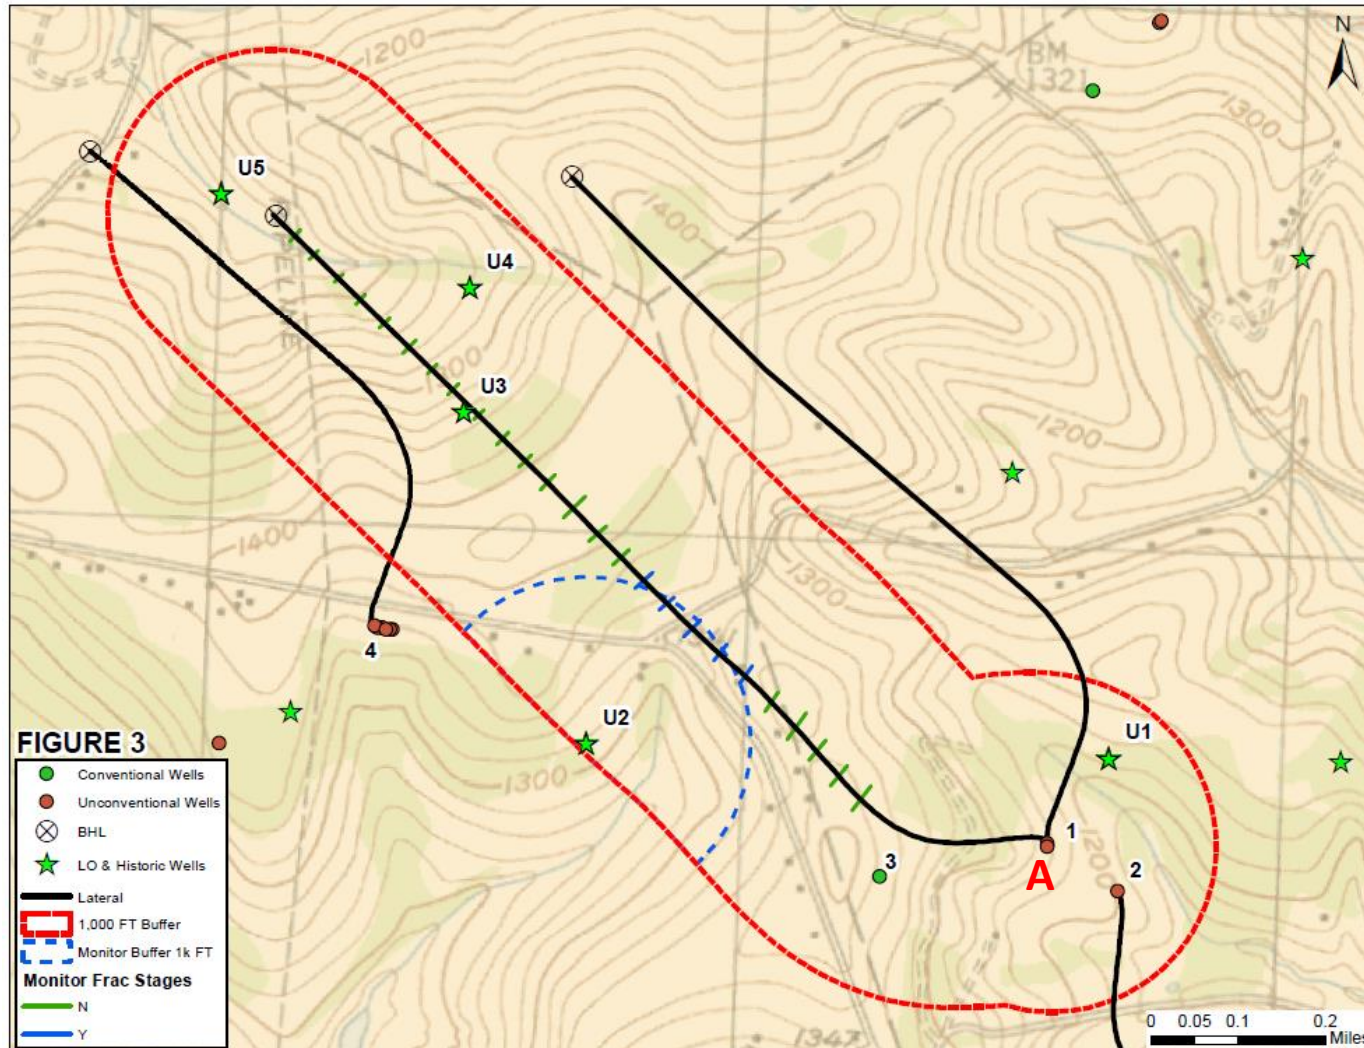 1200
BM
1321
N
1300
U5
1400
U4
U3
1200
1400
1300
4
U2
U1
1300
1
1200
2
3
A
1347
FIGURE 3
Conventional Wells
Unconventional Wells
BHL
LO & Historic Wells
Lateral
1,000 FT Buffer
Monitor Buffer 1k FT
Monitor Frac Stages
N
Y
0 0.05 0.1 0.2
Miles